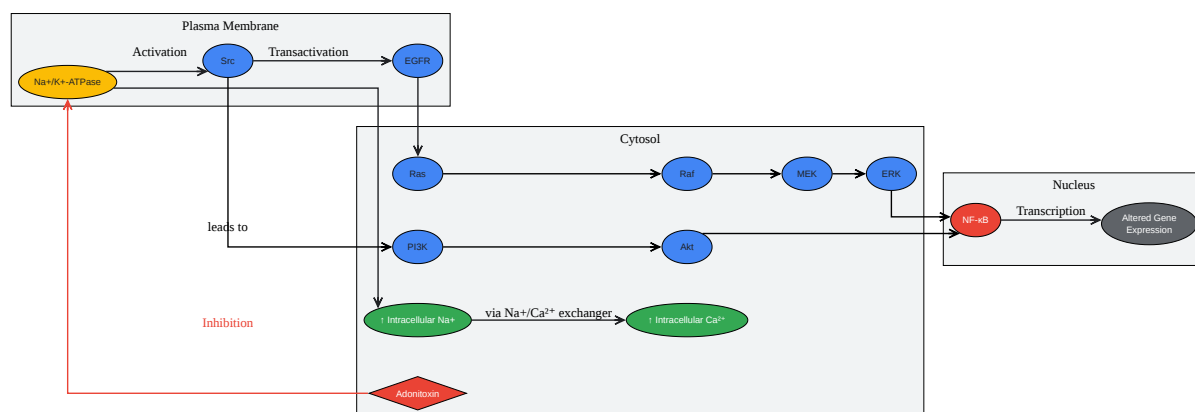 Plasma Membrane
Activation
Transactivation
Src
EGFR
Na+/K+-ATPase
Cytosol
Ras
Raf
MEK
ERK
Nucleus
NF-κB
Transcription
Altered Gene
Expression
leads to
PI3K
Akt
↑ Intracellular Na+
via Na+/Ca²⁺ exchanger
↑ Intracellular Ca²⁺
Inhibition
Adonitoxin